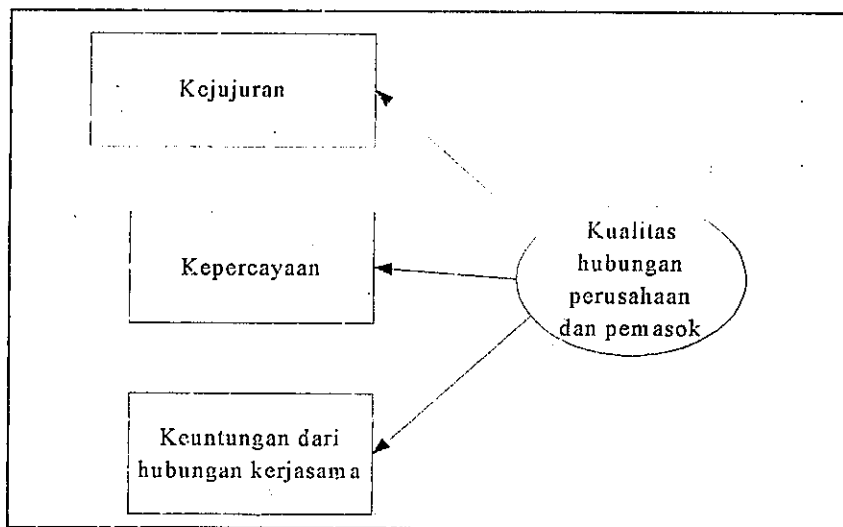 Kejujuran
Kepercayaan
Kualitas
hubungan
perusahaan
dan pemasok
Keuntungan dari
hubungan kerjasama